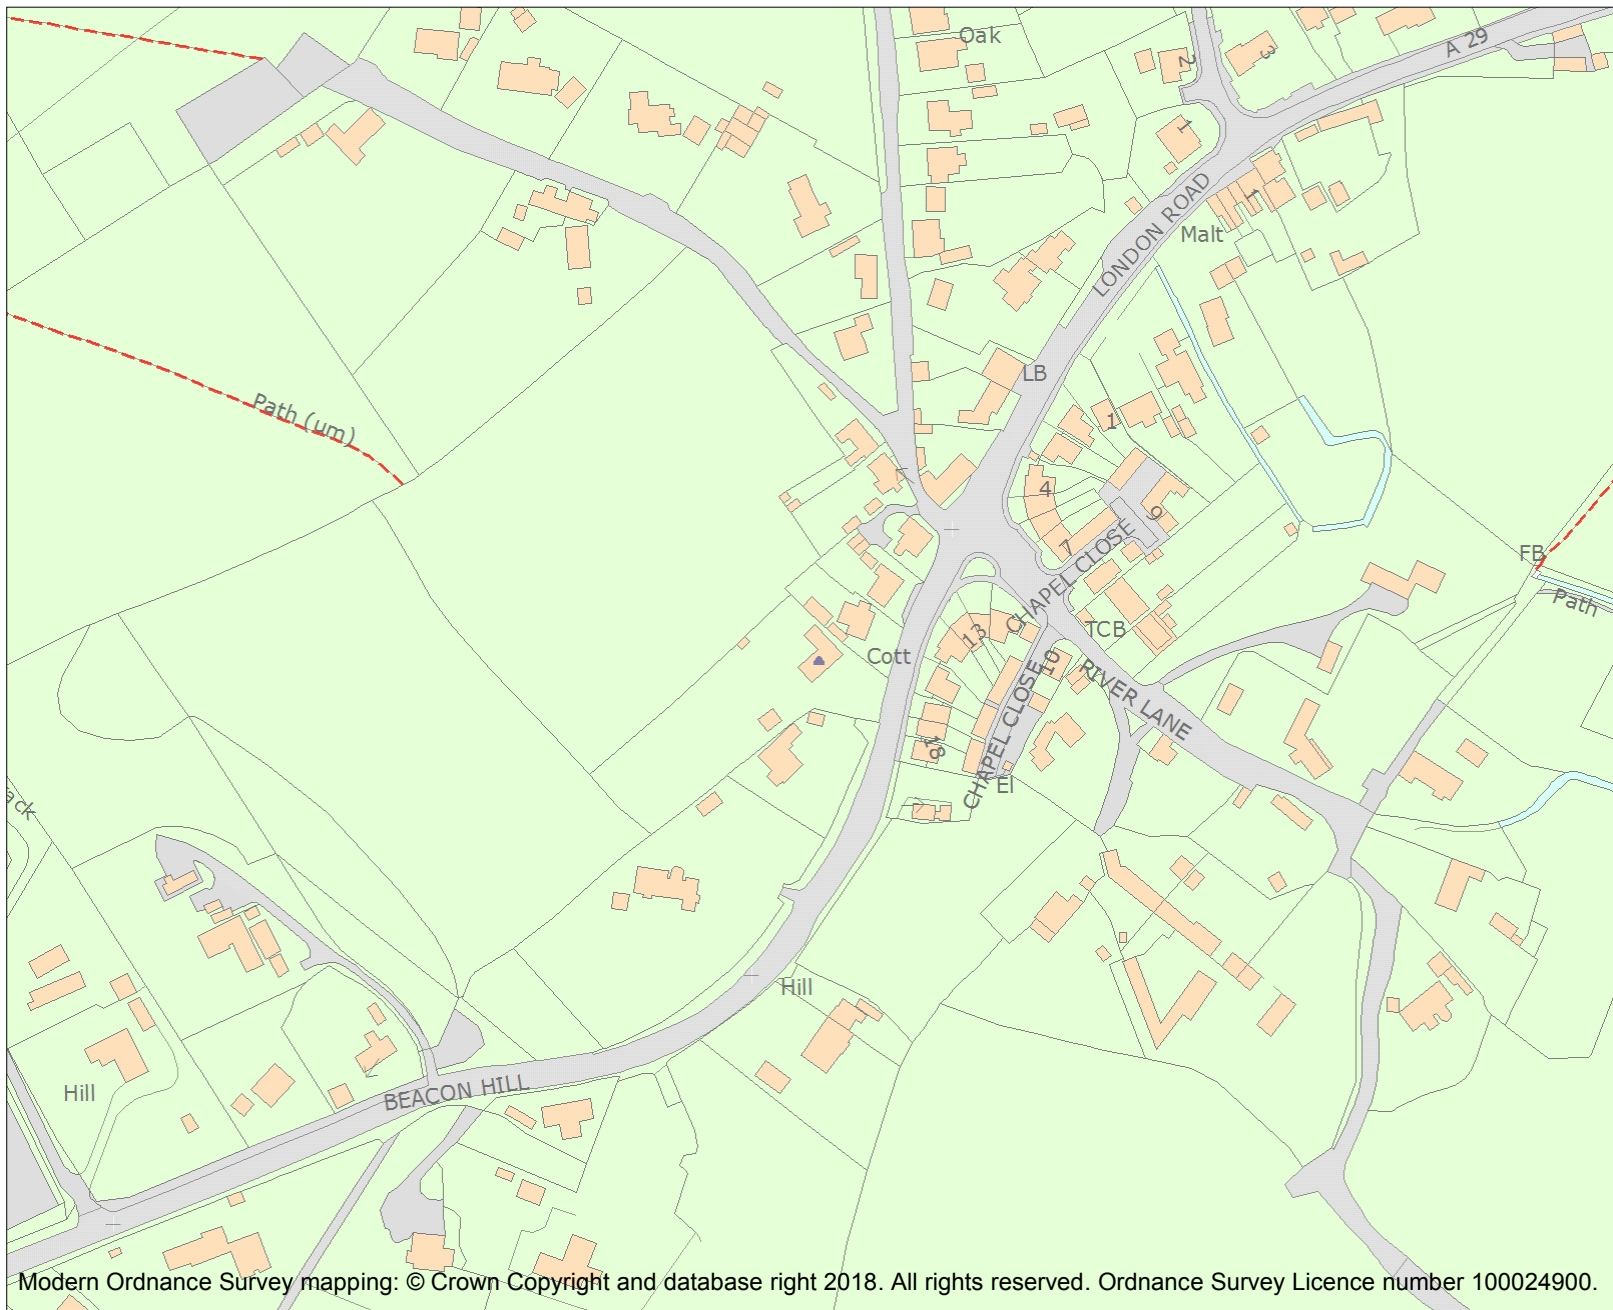 Oak
A 29
2
3
1
LONDON ROAD
1
Malt
LB
Path (um)
1
4
9
7
CHAPEL CLOSE
FB
Path
TCB
13
Cott
10
CHAPEL CLOSE
RIVER LANE
18
El
Hill
Hill
BEACON HILL
Modern Ordnance Survey mapping: © Crown Copyright and database right 2018. All rights reserved. Ordnance Survey Licence number 100024900.